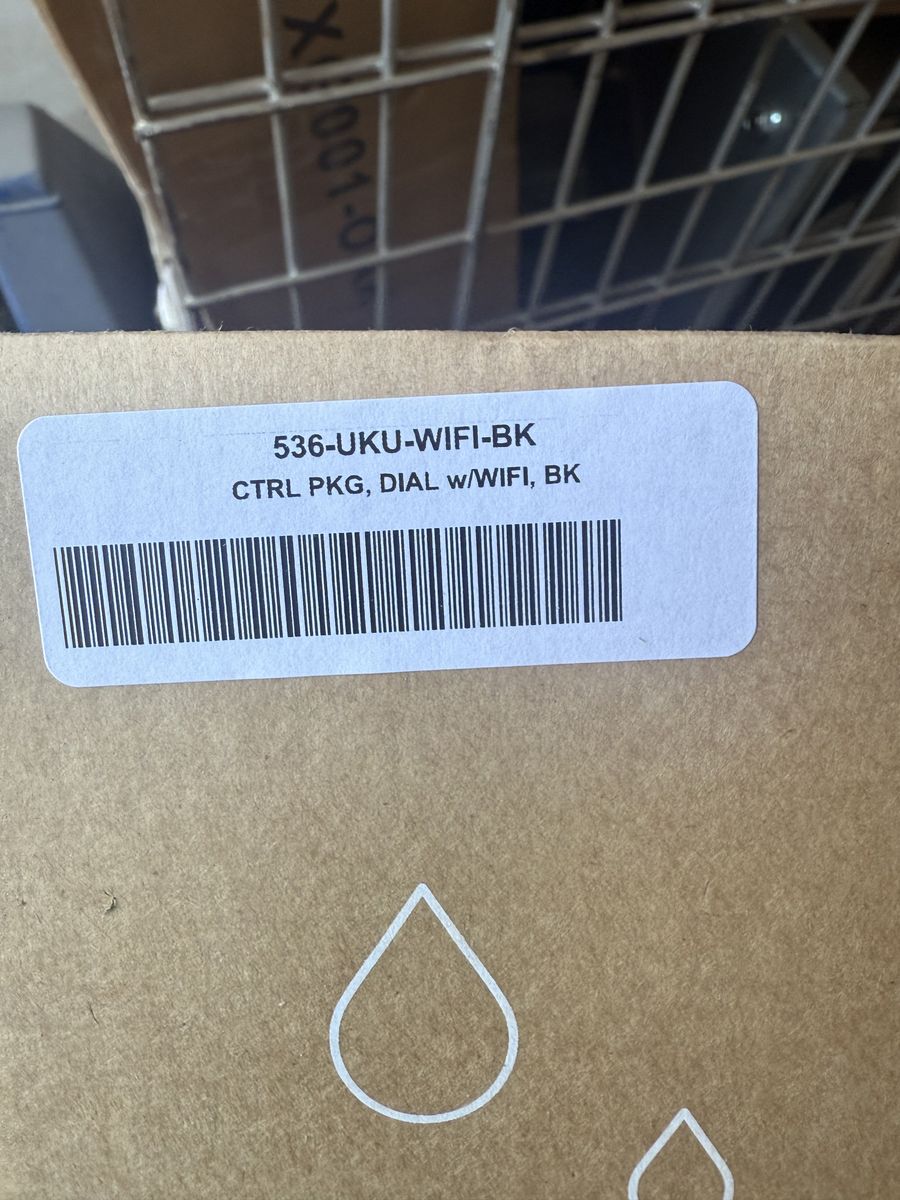 536-UKU-WIFI-BK
CTRL PKG, DIAL w/WIFI, BK